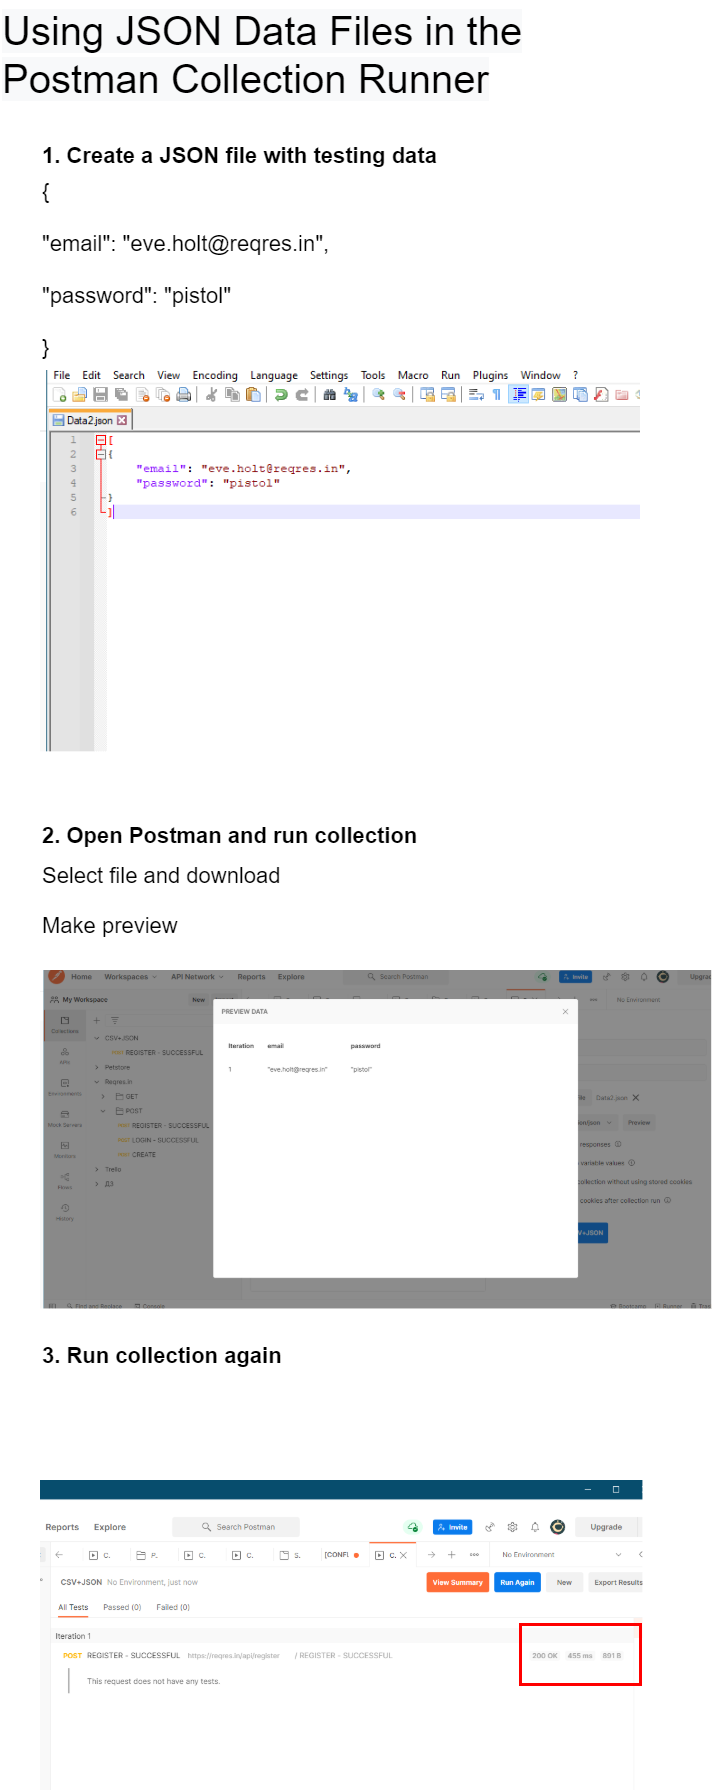 Using JSON Data Files in the
Postman Collection Runner
1. Create a JSON file with testing data
{
"email": "eve.holt@reqres.in",
"password": "pistol"
}
File Edit Search View Encoding Language Settings Tools Macro Run Plugins Window ?
Data2.json
1 [
2 {
3 "email": "eve.holt@reqres.in",
4 "password": "pistol"
5 }
6 ]
2. Open Postman and run collection
Select file and download
Make preview
Home Workspaces API Network Reports Explore Search Postman Invite Upgrad
My Workspace New No Environment
PREVIEW DATA
Collections
CSV+JSON
POST REGISTER - SUCCESSFUL
Iteration email password
APIs
Petstore
1 "eve.holt@reqres.in" "pistol"
Reqres.in
Environments
GET
Data2.json
POST
Mock Servers
POST REGISTER - SUCCESSFUL
on/json Preview
POST LOGIN - SUCCESSFUL
responses
Monitors
POST CREATE
variable values
Trello
Flows
ДЗ
collection without using stored cookies
cookies after collection run
History
V+JSON
Find and Replace Console Bootcamp Runner Tras
3. Run collection again
Reports Explore Search Postman Invite Upgrade
C. P. C. C. S. [CONFL C. No Environment
CSV+JSON No Environment, just now View Summary Run Again New Export Results
All Tests Passed (0) Failed (0)
Iteration 1
POST REGISTER - SUCCESSFUL https://reqres.in/api/register / REGISTER - SUCCESSFUL 200 OK 455 ms 891 B
This request does not have any tests.